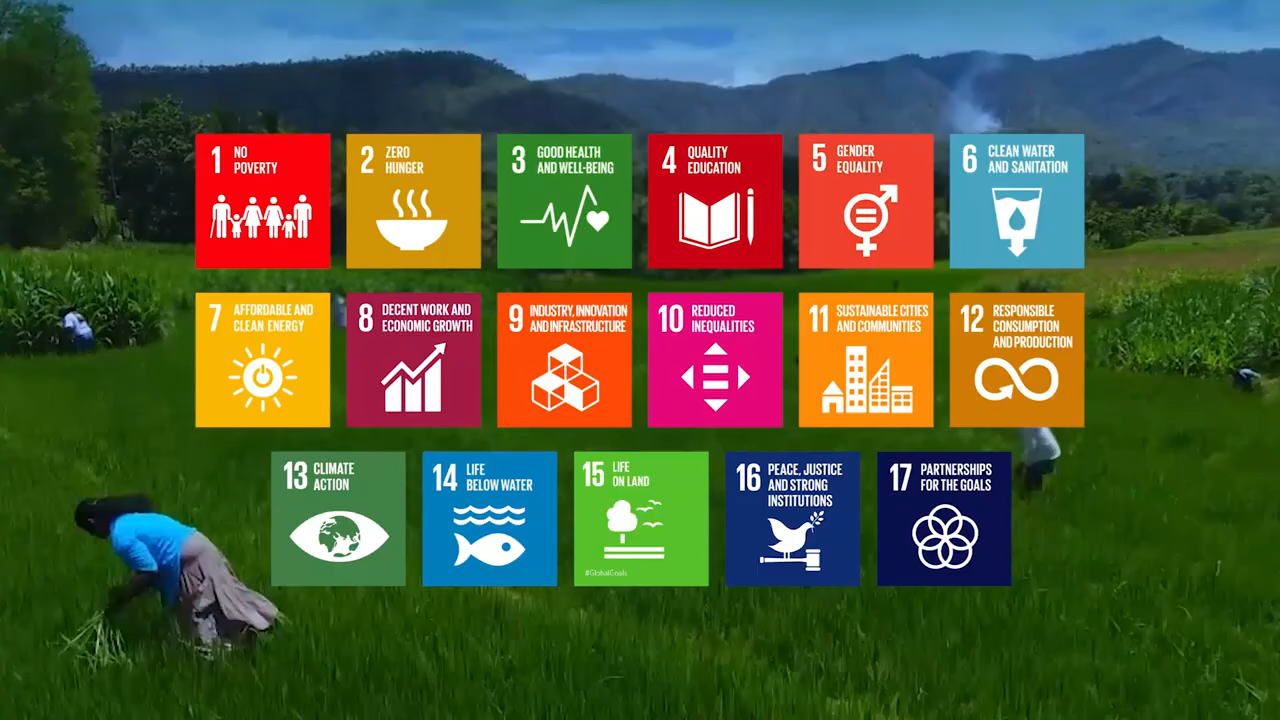 1 NO
POVERTY
2 ZERO
HUNGER
3 GOOD HEALTH
AND WELL-BEING
4 QUALITY
EDUCATION
5 GENDER
EQUALITY
6 CLEAN WATER
AND SANITATION
7 AFFORDABLE AND
CLEAN ENERGY
8 DECENT WORK AND
ECONOMIC GROWTH
9 INDUSTRY, INNOVATION
AND INFRASTRUCTURE
10 REDUCED
INEQUALITIES
11 SUSTAINABLE CITIES
AND COMMUNITIES
12 RESPONSIBLE
CONSUMPTION
AND PRODUCTION
13 CLIMATE
ACTION
14 LIFE
BELOW WATER
15 LIFE
ON LAND
#GlobalGoals
16 PEACE, JUSTICE
AND STRONG
INSTITUTIONS
17 PARTNERSHIPS
FOR THE GOALS